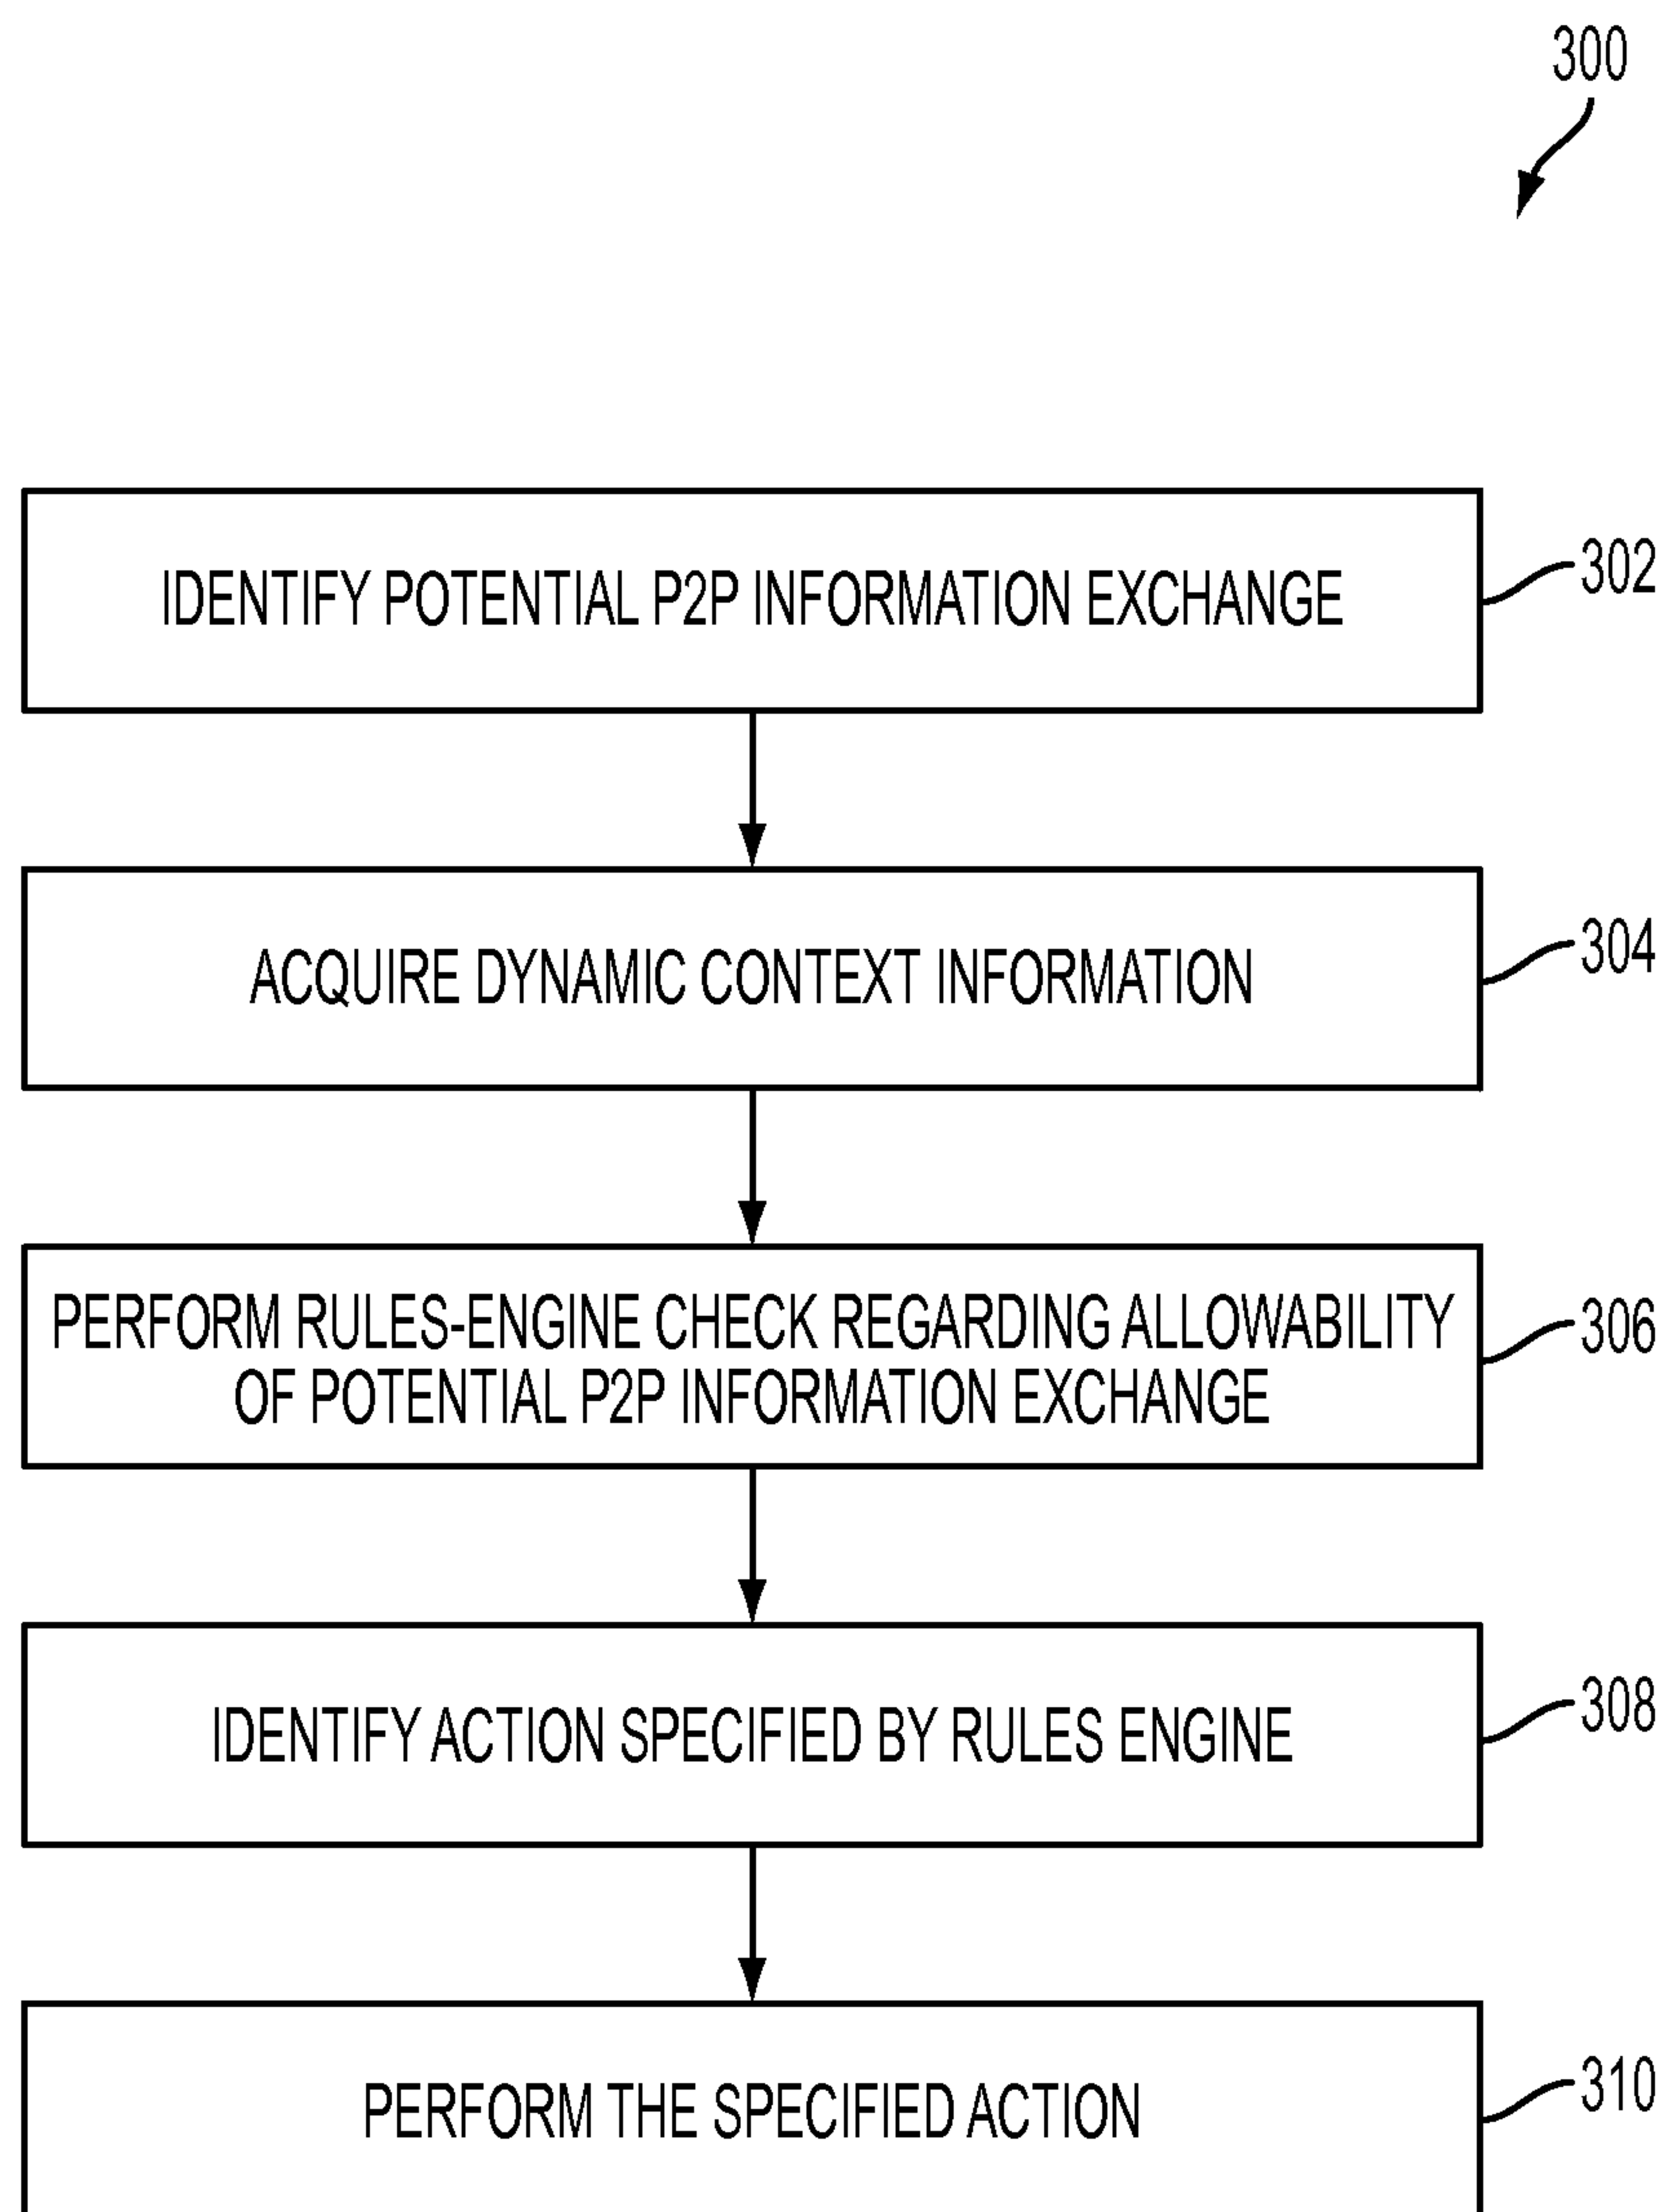 300
IDENTIFY POTENTIAL P2P INFORMATION EXCHANGE
302
ACQUIRE DYNAMIC CONTEXT INFORMATION
304
PERFORM RULES-ENGINE CHECK REGARDING ALLOWABILITY
OF POTENTIAL P2P INFORMATION EXCHANGE
306
IDENTIFY ACTION SPECIFIED BY RULES ENGINE
308
PERFORM THE SPECIFIED ACTION
310